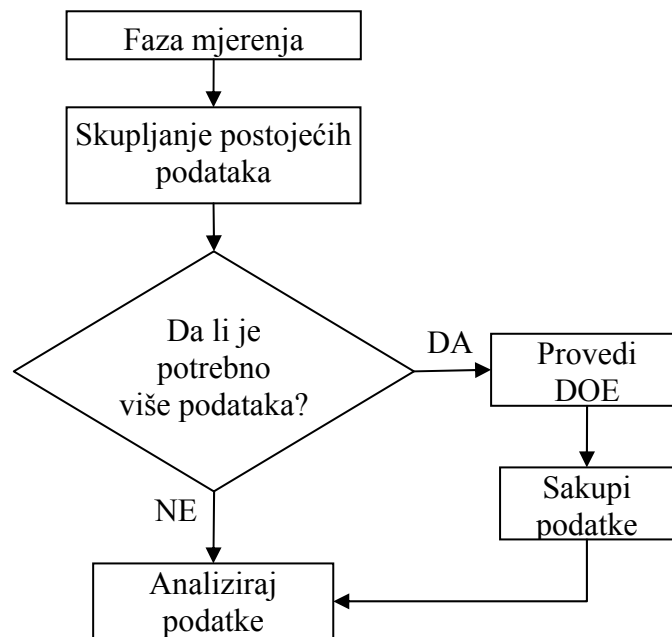 Faza mjerenja
Skupljanje postojećih
podataka
Da li je
potrebno
više podataka?
DA
Provedi
DOE
NE
Sakupi
podatke
Analiziraj
podatke